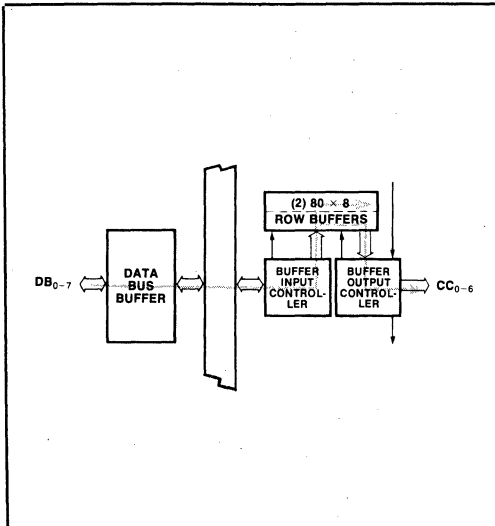 (2) 80 × 8
ROW BUFFERS
DB0-7
DATA
BUS
BUFFER
BUFFER
INPUT
CONTROL-
LER
BUFFER
OUTPUT
CONTROL-
LER
CC0-6